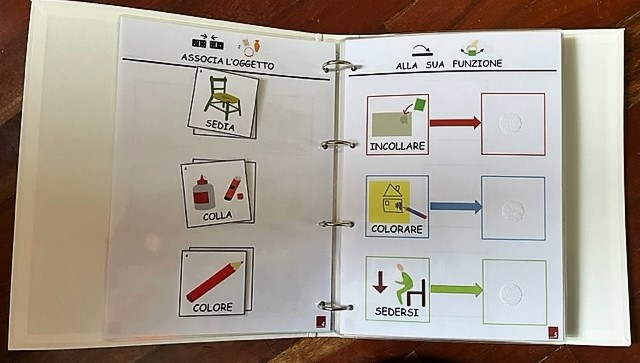 ASSOCIA L'OGGETTO
SEDIA
COLLA
COLORE
ALLA SUA FUNZIONE
INCOLLARE
COLORARE
SEDERSI